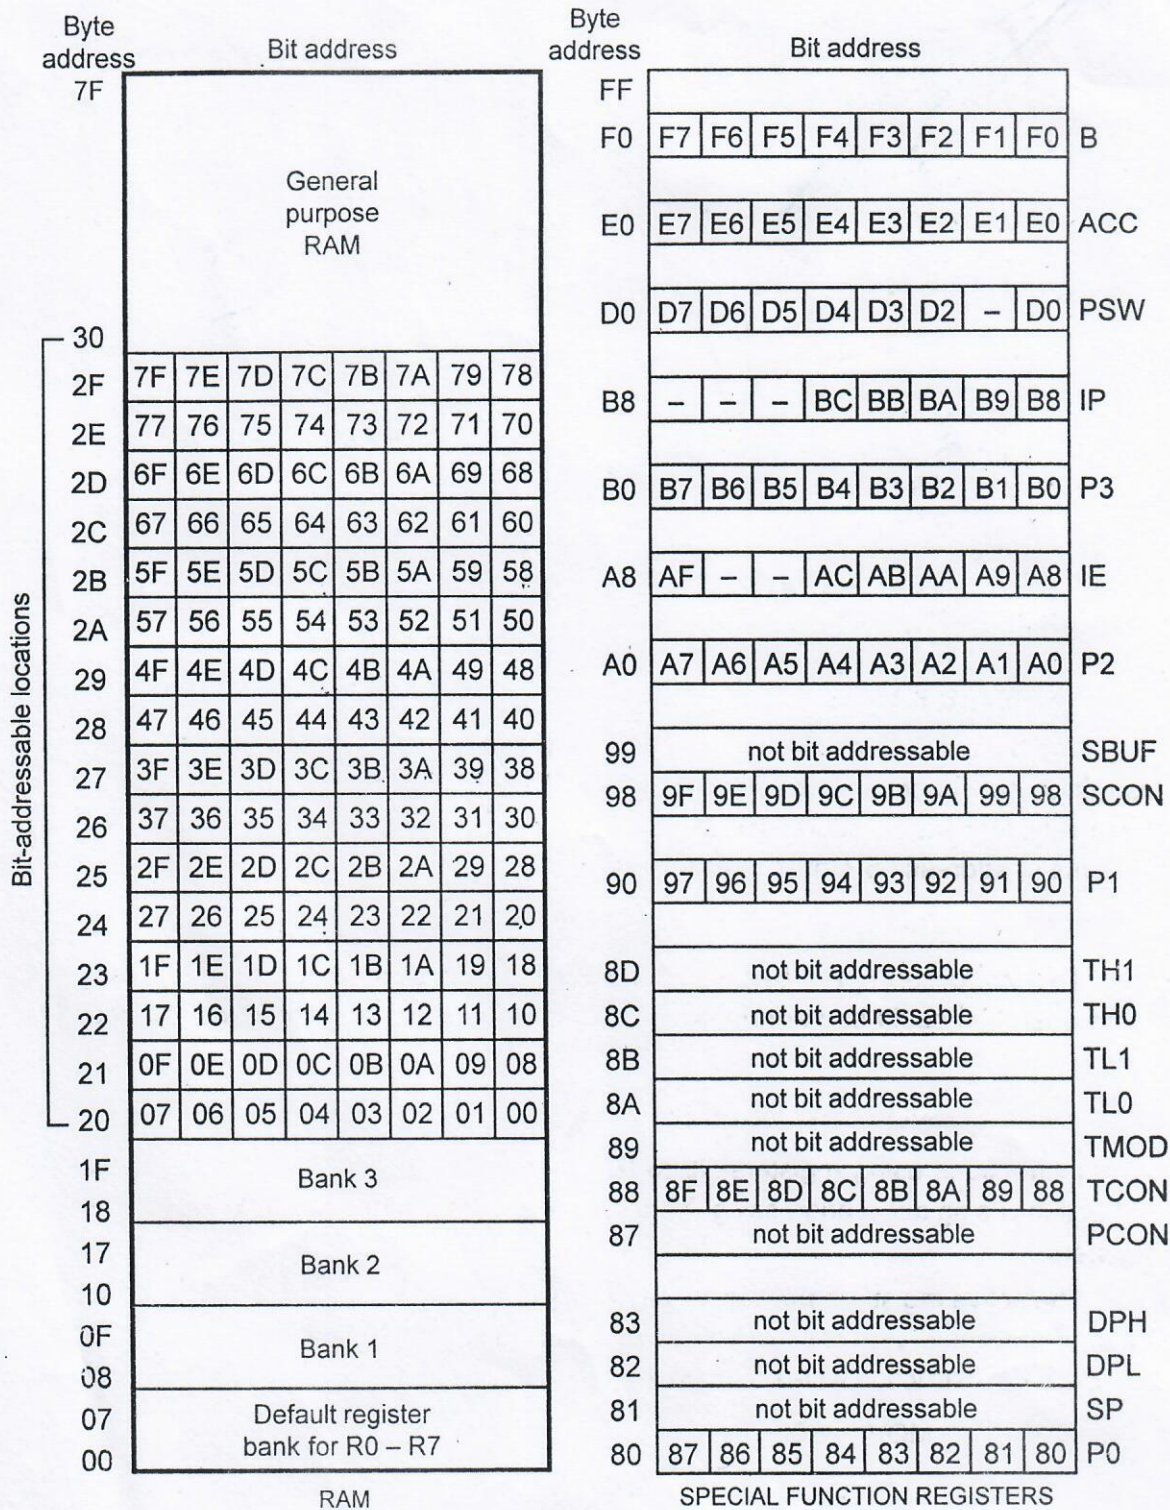 Byte
address
Bit address
7F
General
purpose
RAM
30
2F 7F 7E 7D 7C 7B 7A 79 78
2E 77 76 75 74 73 72 71 70
2D 6F 6E 6D 6C 6B 6A 69 68
2C 67 66 65 64 63 62 61 60
2B 5F 5E 5D 5C 5B 5A 59 58
2A 57 56 55 54 53 52 51 50
29 4F 4E 4D 4C 4B 4A 49 48
28 47 46 45 44 43 42 41 40
27 3F 3E 3D 3C 3B 3A 39 38
26 37 36 35 34 33 32 31 30
25 2F 2E 2D 2C 2B 2A 29 28
24 27 26 25 24 23 22 21 20
23 1F 1E 1D 1C 1B 1A 19 18
22 17 16 15 14 13 12 11 10
21 0F 0E 0D 0C 0B 0A 09 08
20 07 06 05 04 03 02 01 00
Bit-addressable locations
1F
Bank 3
18
17
Bank 2
10
0F
Bank 1
08
07
Default register
bank for R0 – R7
00
RAM
Byte
address
Bit address
FF
F0 F7 F6 F5 F4 F3 F2 F1 F0 B
E0 E7 E6 E5 E4 E3 E2 E1 E0 ACC
D0 D7 D6 D5 D4 D3 D2 – D0 PSW
B8 – – – BC BB BA B9 B8 IP
B0 B7 B6 B5 B4 B3 B2 B1 B0 P3
A8 AF – – AC AB AA A9 A8 IE
A0 A7 A6 A5 A4 A3 A2 A1 A0 P2
99 not bit addressable SBUF
98 9F 9E 9D 9C 9B 9A 99 98 SCON
90 97 96 95 94 93 92 91 90 P1
8D not bit addressable TH1
8C not bit addressable TH0
8B not bit addressable TL1
8A not bit addressable TL0
89 not bit addressable TMOD
88 8F 8E 8D 8C 8B 8A 89 88 TCON
87 not bit addressable PCON
83 not bit addressable DPH
82 not bit addressable DPL
81 not bit addressable SP
80 87 86 85 84 83 82 81 80 P0
SPECIAL FUNCTION REGISTERS